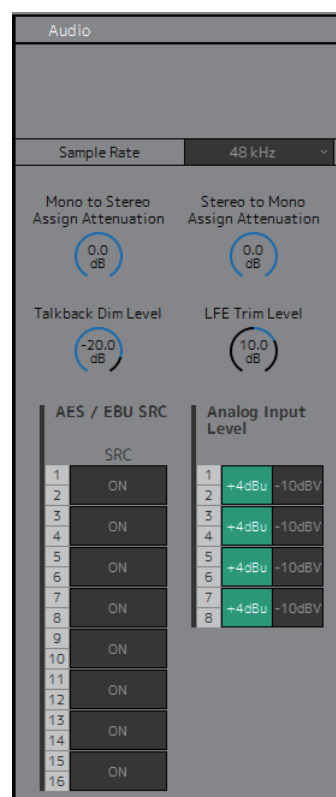 Audio
Sample Rate 48 kHz
Mono to Stereo Stereo to Mono
Assign Attenuation Assign Attenuation
0.0 0.0
dB dB
Talkback Dim Level LFE Trim Level
-20.0 10.0
dB dB
AES / EBU SRC
SRC
1
2
ON
3
4
ON
5
6
ON
7
8
ON
9
10
ON
11
12
ON
13
14
ON
15
16
ON
Analog Input
Level
1
2
+4dBu -10dBV
3
4
+4dBu -10dBV
5
6
+4dBu -10dBV
7
8
+4dBu -10dBV